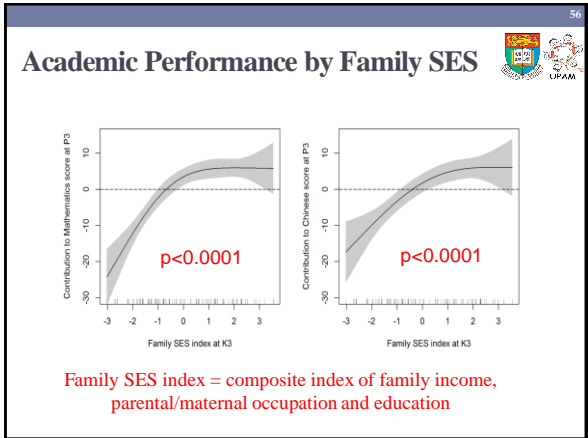 56
Academic Performance by Family SES
UPAM
Contribution to Mathematics score at P3
10
0
-10
-20
-30
p<0.0001
-3 -2 -1 0 1 2 3
Family SES index at K3
Contribution to Chinese score at P3
10
0
-10
-20
-30
p<0.0001
-3 -2 -1 0 1 2 3
Family SES index at K3
Family SES index = composite index of family income,
parental/maternal occupation and education